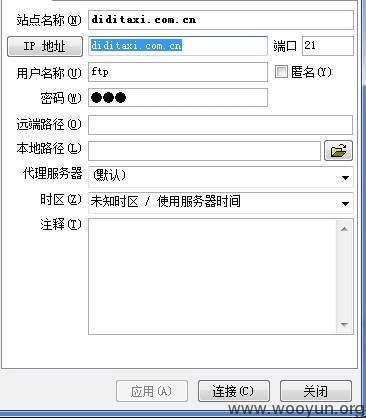 站点名称(N) diditaxi.com.cn
IP 地址 diditaxi.com.cn 端口 21
用户名称(U) ftp 匿名(Y)
密码(W) ●●●
远端路径(O)
本地路径(L)
代理服务器 (默认)
时区(Z) 未知时区 / 使用服务器时间
注释(T)
应用(A) 连接(C) 关闭
www.wooyun.org